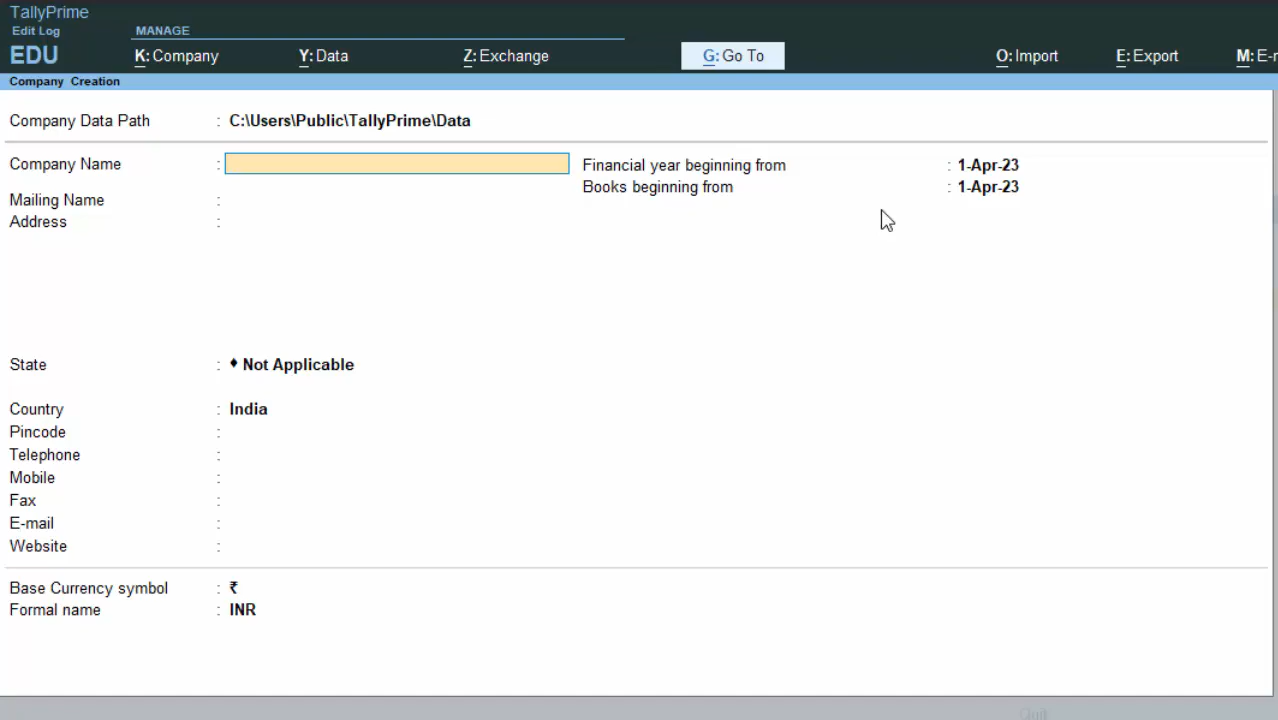 TallyPrime
Edit Log
EDU
MANAGE
K: Company
Y: Data
Z: Exchange
G: Go To
O: Import
E: Export
M: E-
Company Creation
Company Data Path : C:\Users\Public\TallyPrime\Data
Company Name :
Financial year beginning from : 1-Apr-23
Books beginning from : 1-Apr-23
Mailing Name :
Address :
State : ♦ Not Applicable
Country : India
Pincode :
Telephone :
Mobile :
Fax :
E-mail :
Website :
Base Currency symbol : ₹
Formal name : INR